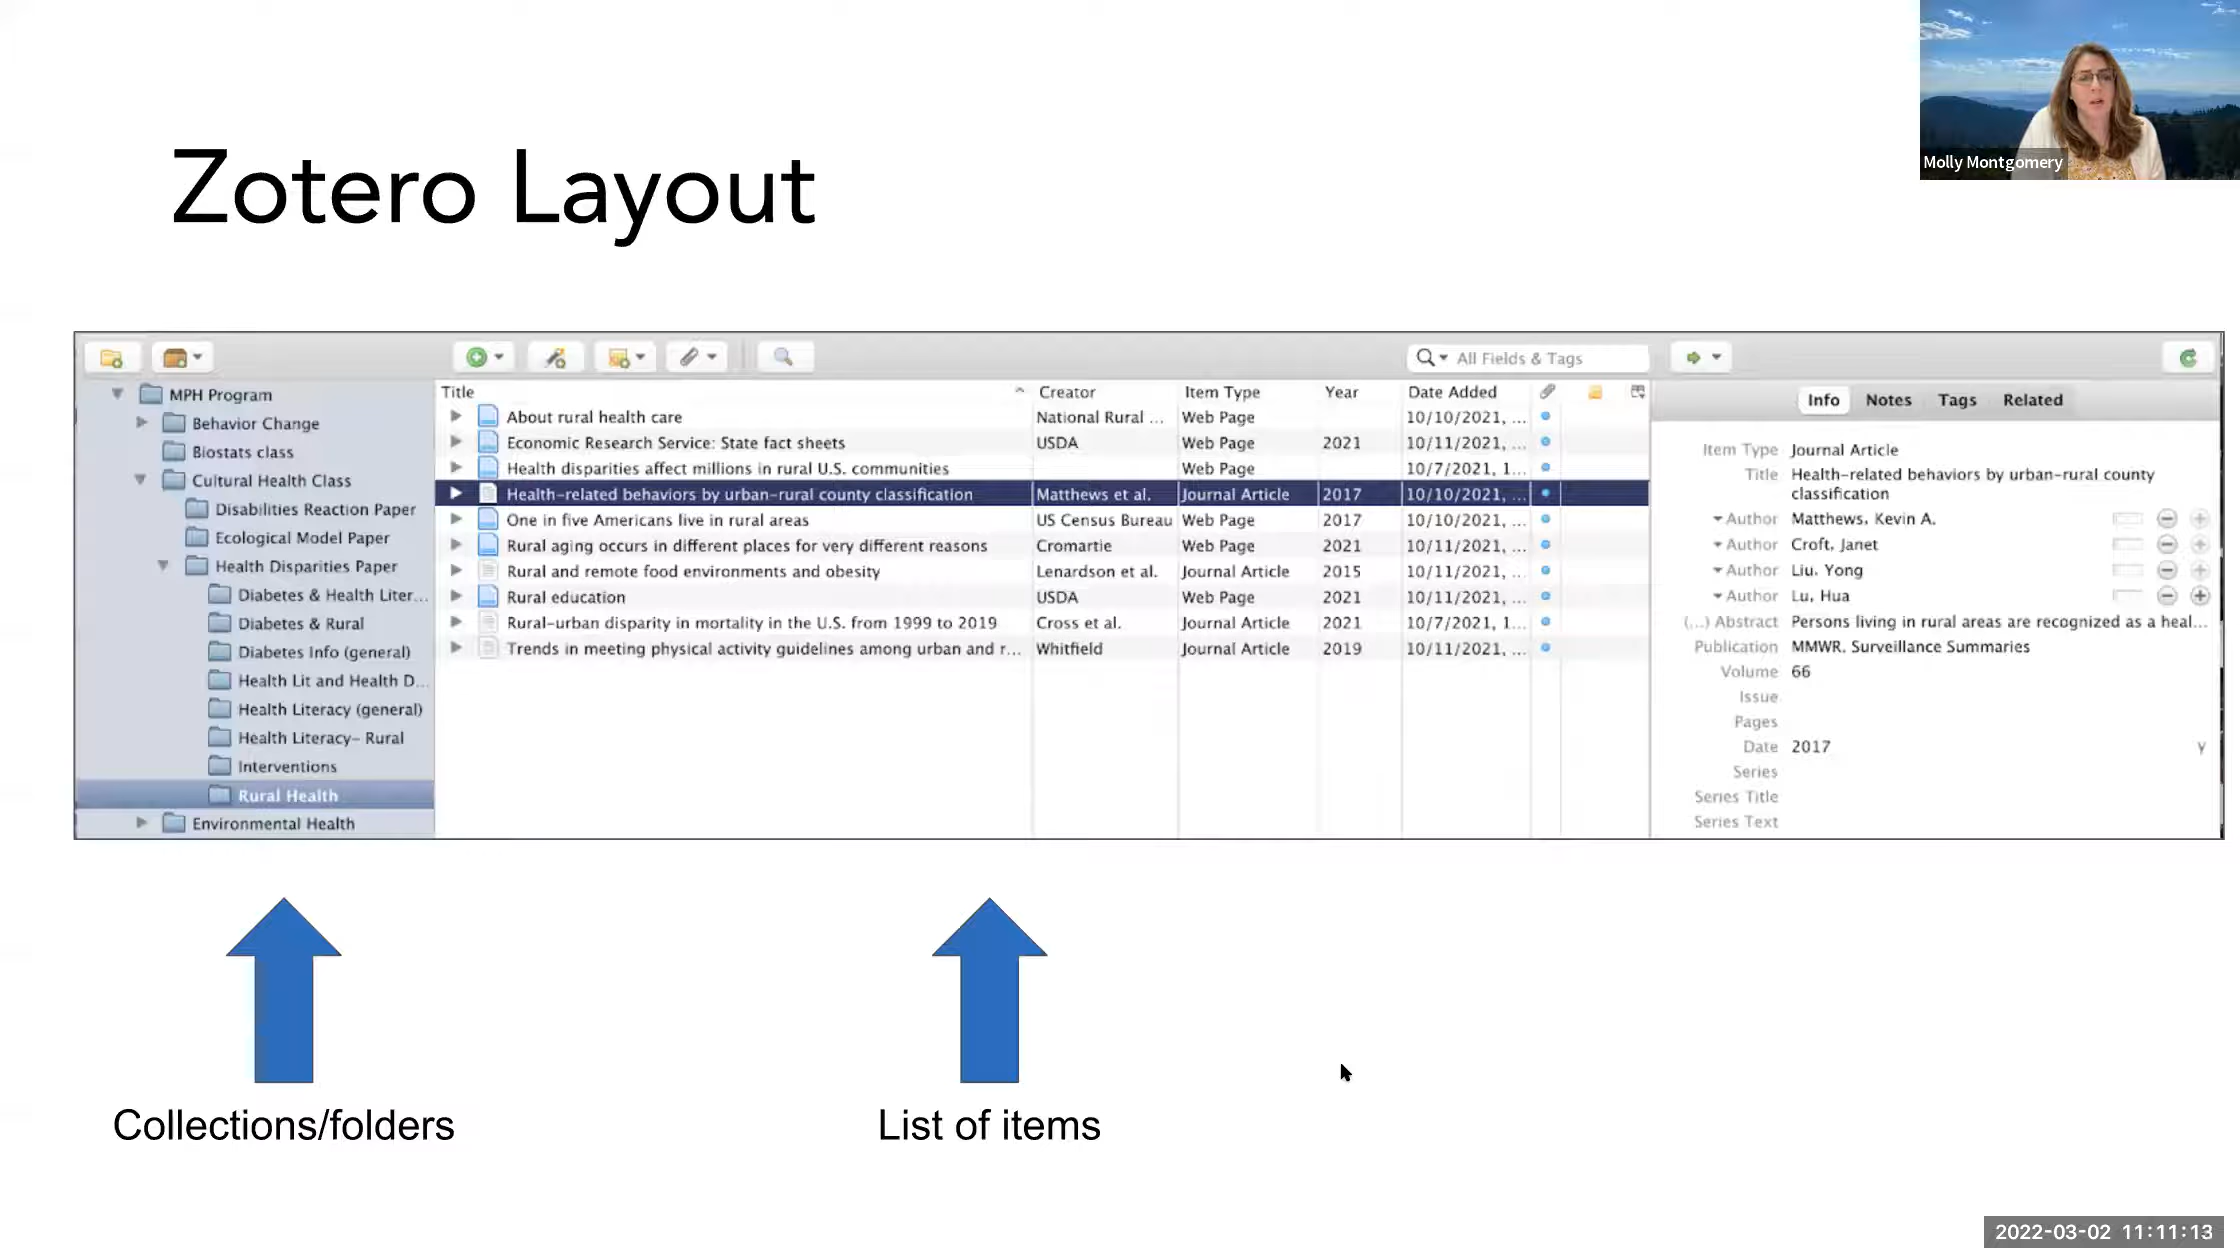 Molly Montgomery
Zotero Layout
All Fields & Tags
MPH Program
Behavior Change
Biostats class
Cultural Health Class
Disabilities Reaction Paper
Ecological Model Paper
Health Disparities Paper
Diabetes & Health Liter...
Diabetes & Rural
Diabetes Info (general)
Health Lit and Health D...
Health Literacy (general)
Health Literacy- Rural
Interventions
Rural Health
Environmental Health
Title Creator Item Type Year Date Added
About rural health care National Rural ... Web Page 10/10/2021, ...
Economic Research Service: State fact sheets USDA Web Page 2021 10/11/2021, ...
Health disparities affect millions in rural U.S. communities Web Page 10/7/2021, 1...
Health-related behaviors by urban-rural county classification Matthews et al. Journal Article 2017 10/10/2021, ...
One in five Americans live in rural areas US Census Bureau Web Page 2017 10/10/2021, ...
Rural aging occurs in different places for very different reasons Cromartie Web Page 2021 10/11/2021, ...
Rural and remote food environments and obesity Lenardson et al. Journal Article 2015 10/11/2021, ...
Rural education USDA Web Page 2021 10/11/2021, ...
Rural-urban disparity in mortality in the U.S. from 1999 to 2019 Cross et al. Journal Article 2021 10/7/2021, 1...
Trends in meeting physical activity guidelines among urban and r... Whitfield Journal Article 2019 10/11/2021, ...
Info Notes Tags Related
Item Type Journal Article
Title Health-related behaviors by urban-rural county
classification
Author Matthews, Kevin A.
Author Croft, Janet
Author Liu, Yong
Author Lu, Hua
(...) Abstract Persons living in rural areas are recognized as a heal...
Publication MMWR. Surveillance Summaries
Volume 66
Issue
Pages
Date 2017 y
Series
Series Title
Series Text
Collections/folders
List of items
2022-03-02 11:11:13